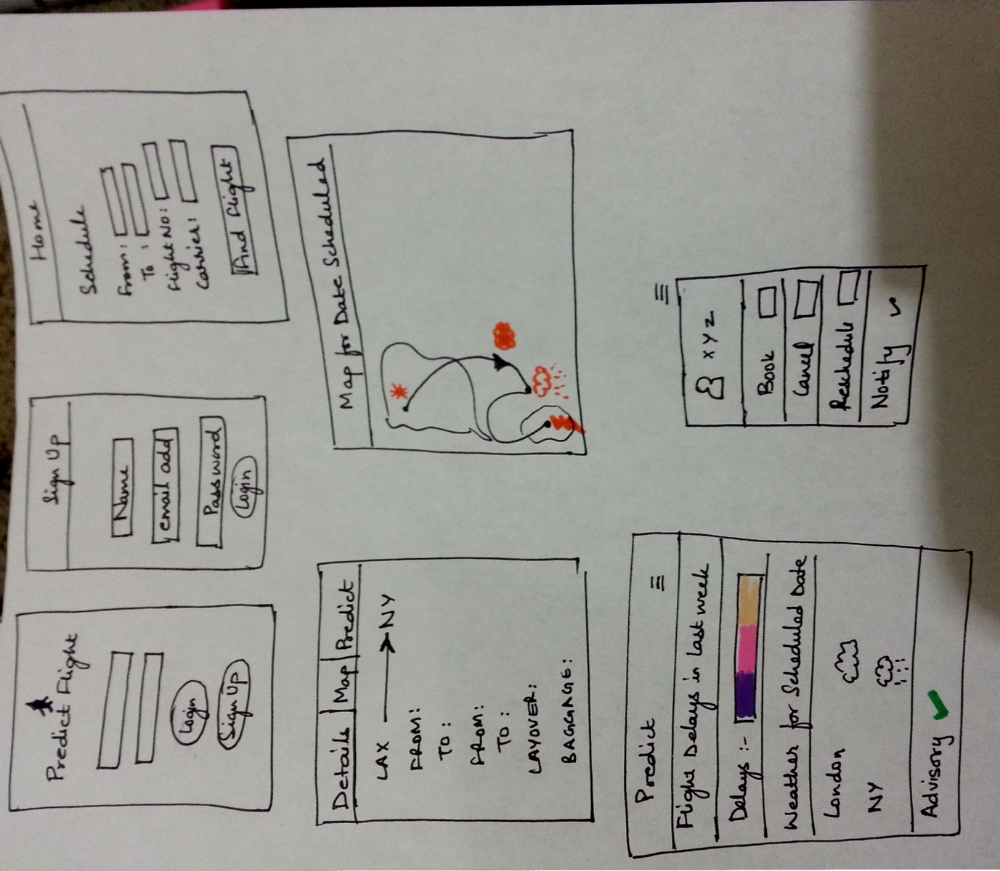 Predict Flight
Login
Sign Up
Sign Up
Name
email add
Password
Login
Home
Schedule
From:
To :
Flight No:
Carrier:
Find Flight
Details Map Predict
LAX NY
FROM:
TO:
FROM:
TO:
LAYOVER:
BAGGAGE:
Map for Date Scheduled
Predict
Flight Delays in last week
Delays :-
Weather for Scheduled Date
London
NY
Advisory
XYZ
Book
Cancel
Reschedule
Notify